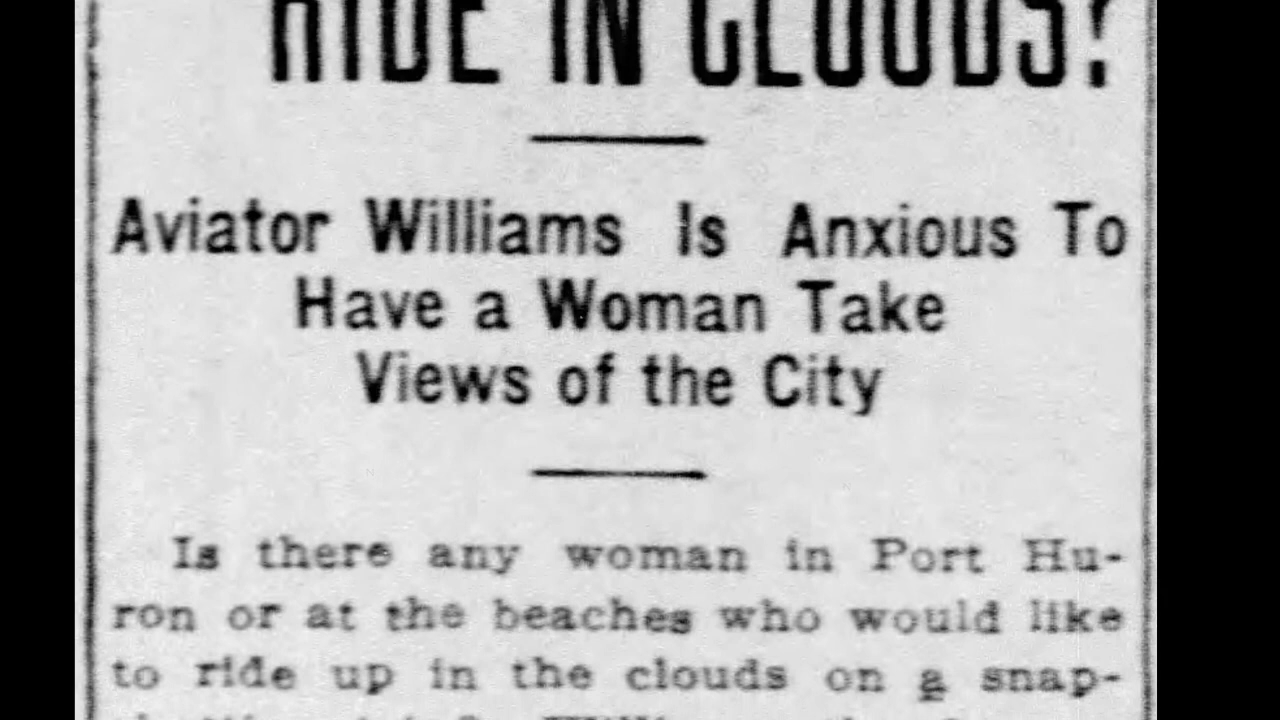 RIDE IN CLOUDS?
Aviator Williams Is Anxious To
Have a Woman Take
Views of the City
Is there any woman in Port Hu-
ron or at the beaches who would like
to ride up in the clouds on a snap-